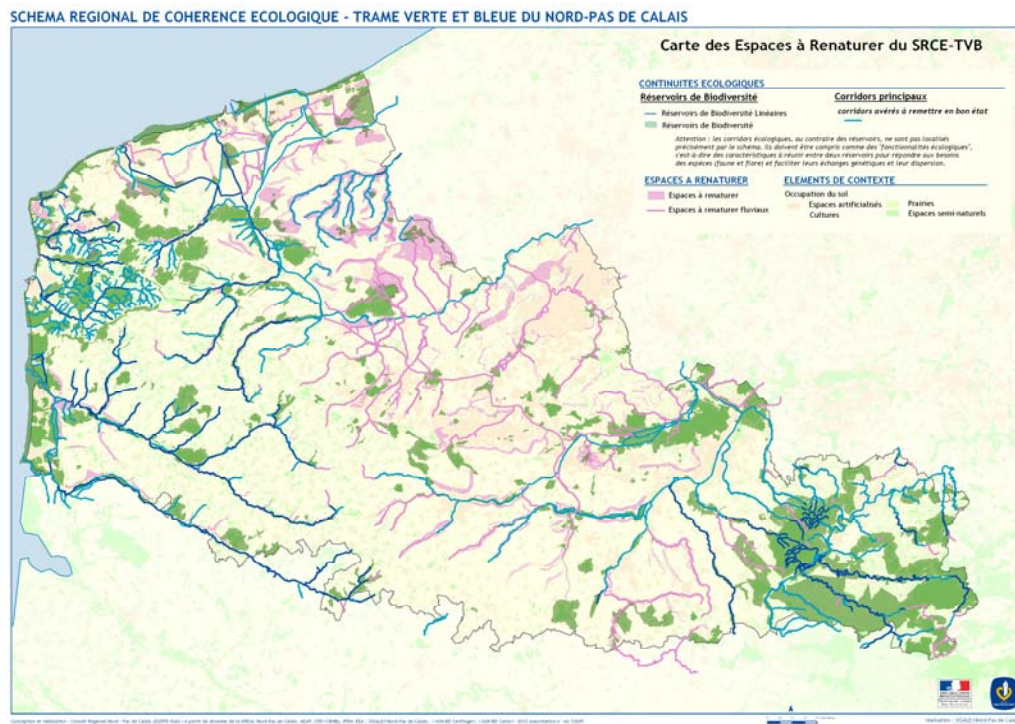 SCHEMA REGIONAL DE COHERENCE ECOLOGIQUE - TRAME VERTE ET BLEUE DU NORD-PAS DE CALAIS
Carte des Espaces à Renaturer du SRCE-TVB
CONTINUITES ECOLOGIQUES
Réservoirs de Biodiversité
Réservoirs de Biodiversité Linéaires
Réservoirs de Biodiversité
Corridors principaux
corridors avérés à remettre en bon état
Attention : les corridors écologiques, au contraire des réservoirs, ne sont pas localisés
précisément par le schéma. Ils doivent être compris comme des "fonctionnalités écologiques",
c'est-à-dire des caractéristiques à réunir entre deux réservoirs pour répondre aux besoins
des espèces (faune et flore) et faciliter leurs échanges génétiques et leur dispersion.
ESPACES A RENATURER
Espaces à renaturer
Espaces à renaturer fluviaux
ELEMENTS DE CONTEXTE
Occupation du sol
Espaces artificialisés
Cultures
Prairies
Espaces semi-naturels